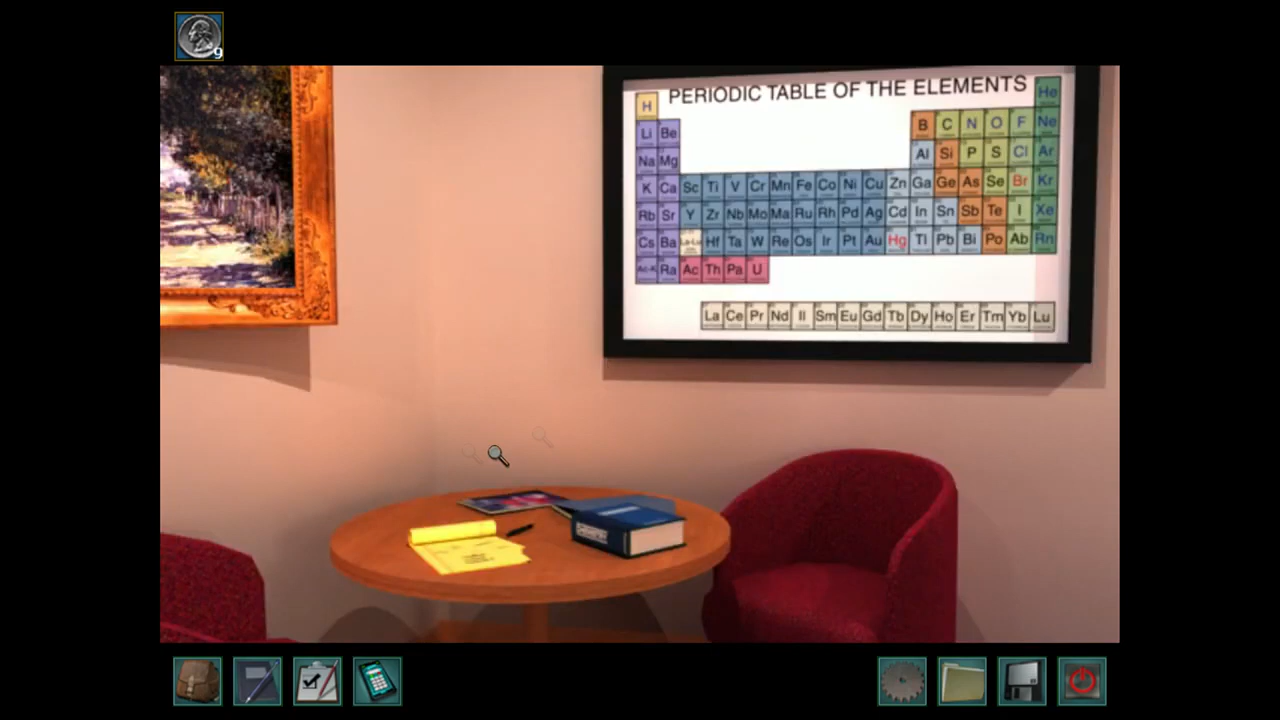 9
PERIODIC TABLE OF THE ELEMENTS
H He
Li Be B C N O F Ne
Na Mg Al Si P S Cl Ar
K Ca Sc Ti V Cr Mn Fe Co Ni Cu Zn Ga Ge As Se Br Kr
Rb Sr Y Zr Nb Mo Ma Ru Rh Pd Ag Cd In Sn Sb Te I Xe
Cs Ba La-Lu Hf Ta W Re Os Ir Pt Au Hg Tl Pb Bi Po Ab Rn
Ac-K Ra Ac Th Pa U
La Ce Pr Nd Il Sm Eu Gd Tb Dy Ho Er Tm Yb Lu